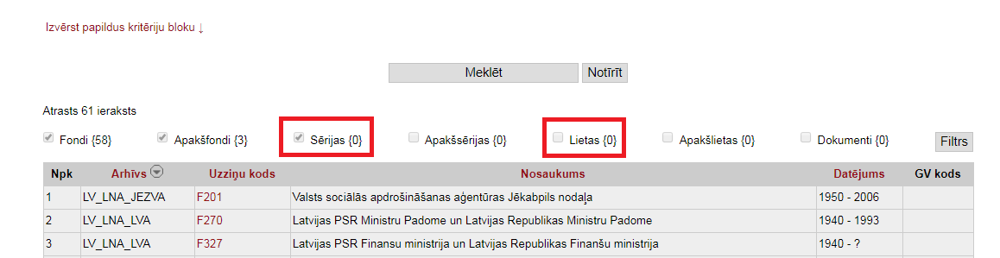 Izvērst papildus kritēriju bloku ↓
Meklēt Notīrīt
Atrasts 61 ieraksts
Fondi {58} Apakšfondi {3} Sērijas {0} Apakšsērijas {0} Lietas {0} Apakšlietas {0} Dokumenti {0} Filtrs
Npk Arhīvs Uzziņu kods Nosaukums Datējums GV kods
1 LV_LNA_JEZVA F201 Valsts sociālās apdrošināšanas aģentūras Jēkabpils nodaļa 1950 - 2006
2 LV_LNA_LVA F270 Latvijas PSR Ministru Padome un Latvijas Republikas Ministru Padome 1940 - 1993
3 LV_LNA_LVA F327 Latvijas PSR Finansu ministrija un Latvijas Republikas Finanšu ministrija 1940 - ?